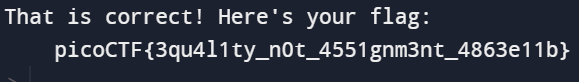 That is correct! Here's your flag:
picoCTF{3qu4l1ty_n0t_4551gnm3nt_4863e11b}